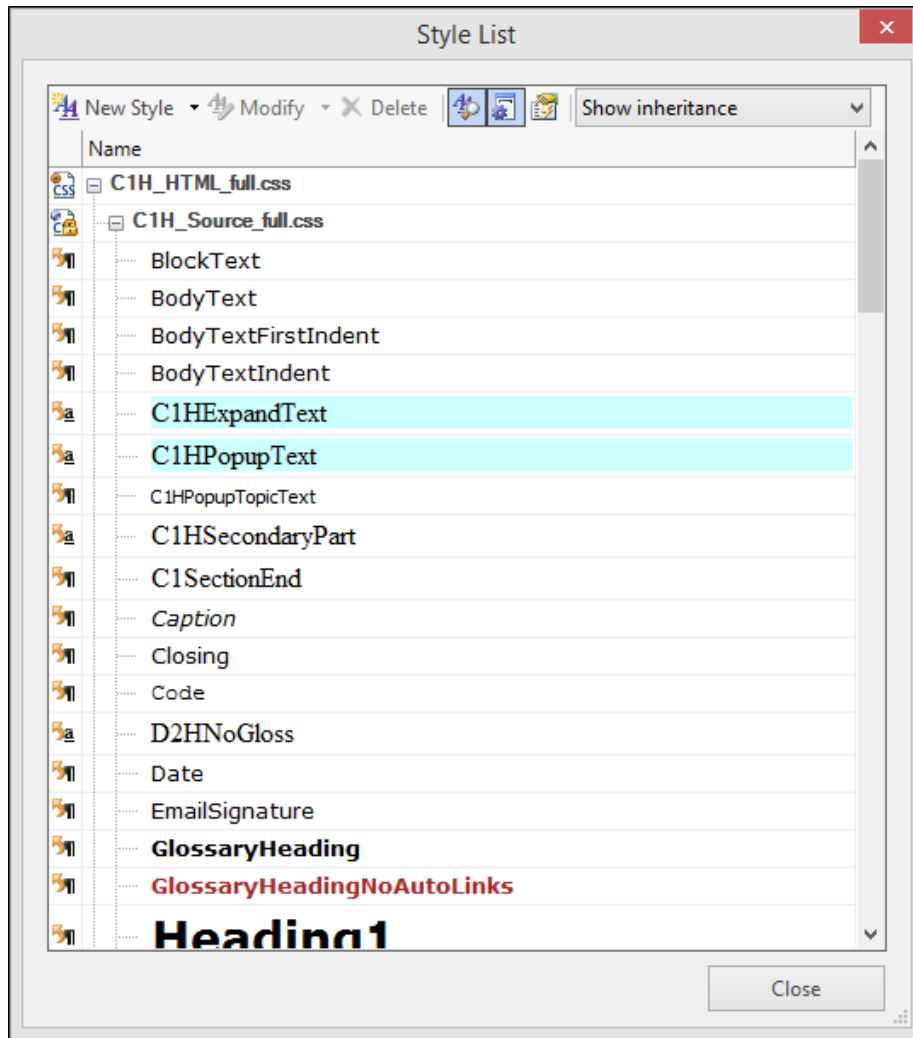 Style List
New Style Modify Delete Show inheritance
Name
C1H_HTML_full.css
C1H_Source_full.css
BlockText
BodyText
BodyTextFirstIndent
BodyTextIndent
C1HExpandText
C1HPopupText
C1HPopupTopicText
C1HSecondaryPart
C1SectionEnd
Caption
Closing
Code
D2HNoGloss
Date
EmailSignature
GlossaryHeading
GlossaryHeadingNoAutoLinks
Heading1
Close